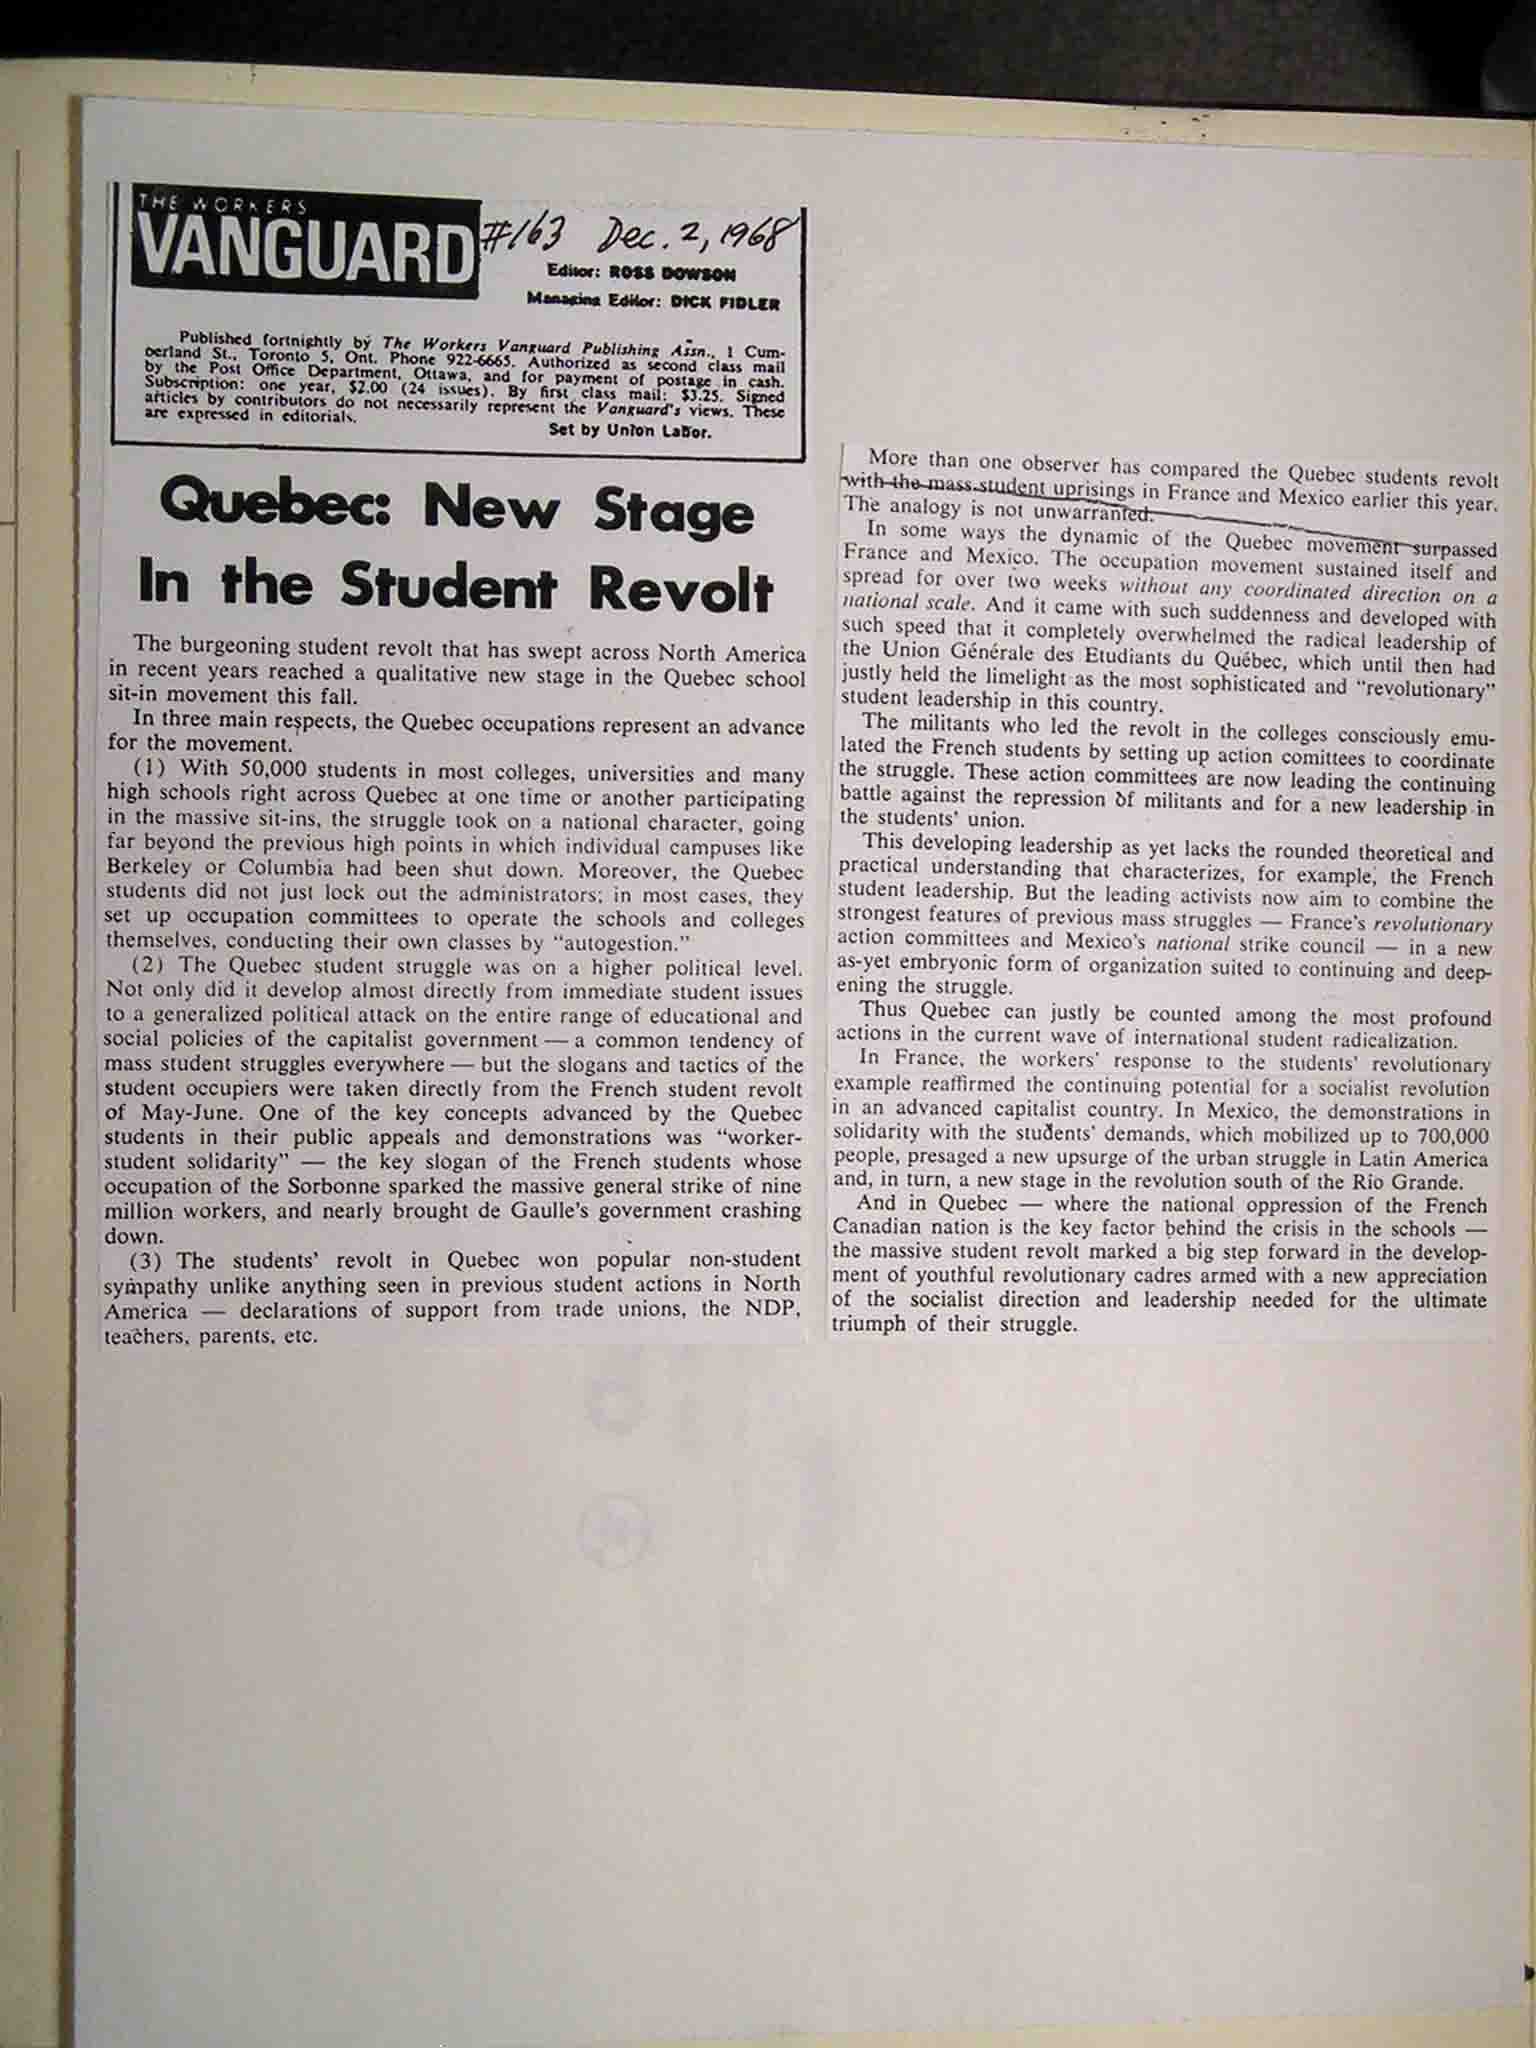 THE WORKERS
VANGUARD
#163 Dec. 2, 1968
Editor: ROSS DOWSON
Managing Editor: DICK FIDLER
Published fortnightly by The Workers Vanguard Publishing Assn., 1 Cum-
berland St., Toronto 5, Ont. Phone 922-6665. Authorized as second class mail
by the Post Office Department, Ottawa, and for payment of postage in cash.
Subscription: one year, $2.00 (24 issues). By first class mail: $3.25. Signed
articles by contributors do not necessarily represent the Vanguard's views. These
are expressed in editorials.
Set by Union Labor.
Quebec: New Stage
In the Student Revolt
The burgeoning student revolt that has swept across North America
in recent years reached a qualitative new stage in the Quebec school
sit-in movement this fall.
In three main respects, the Quebec occupations represent an advance
for the movement.
(1) With 50,000 students in most colleges, universities and many
high schools right across Quebec at one time or another participating
in the massive sit-ins, the struggle took on a national character, going
far beyond the previous high points in which individual campuses like
Berkeley or Columbia had been shut down. Moreover, the Quebec
students did not just lock out the administrators; in most cases, they
set up occupation committees to operate the schools and colleges
themselves, conducting their own classes by "autogestion."
(2) The Quebec student struggle was on a higher political level.
Not only did it develop almost directly from immediate student issues
to a generalized political attack on the entire range of educational and
social policies of the capitalist government — a common tendency of
mass student struggles everywhere — but the slogans and tactics of the
student occupiers were taken directly from the French student revolt
of May-June. One of the key concepts advanced by the Quebec
students in their public appeals and demonstrations was "worker-
student solidarity" — the key slogan of the French students whose
occupation of the Sorbonne sparked the massive general strike of nine
million workers, and nearly brought de Gaulle's government crashing
down.
(3) The students' revolt in Quebec won popular non-student
sympathy unlike anything seen in previous student actions in North
America — declarations of support from trade unions, the NDP,
teachers, parents, etc.
More than one observer has compared the Quebec students revolt
with the mass student uprisings in France and Mexico earlier this year.
The analogy is not unwarranted.
In some ways the dynamic of the Quebec movement surpassed
France and Mexico. The occupation movement sustained itself and
spread for over two weeks without any coordinated direction on a
national scale. And it came with such suddenness and developed with
such speed that it completely overwhelmed the radical leadership of
the Union Générale des Etudiants du Québec, which until then had
justly held the limelight as the most sophisticated and "revolutionary"
student leadership in this country.
The militants who led the revolt in the colleges consciously emu-
lated the French students by setting up action comittees to coordinate
the struggle. These action committees are now leading the continuing
battle against the repression of militants and for a new leadership in
the students' union.
This developing leadership as yet lacks the rounded theoretical and
practical understanding that characterizes, for example, the French
student leadership. But the leading activists now aim to combine the
strongest features of previous mass struggles — France's revolutionary
action committees and Mexico's national strike council — in a new
as-yet embryonic form of organization suited to continuing and deep-
ening the struggle.
Thus Quebec can justly be counted among the most profound
actions in the current wave of international student radicalization.
In France, the workers' response to the students' revolutionary
example reaffirmed the continuing potential for a socialist revolution
in an advanced capitalist country. In Mexico, the demonstrations in
solidarity with the students' demands, which mobilized up to 700,000
people, presaged a new upsurge of the urban struggle in Latin America
and, in turn, a new stage in the revolution south of the Rio Grande.
And in Quebec — where the national oppression of the French
Canadian nation is the key factor behind the crisis in the schools —
the massive student revolt marked a big step forward in the develop-
ment of youthful revolutionary cadres armed with a new appreciation
of the socialist direction and leadership needed for the ultimate
triumph of their struggle.